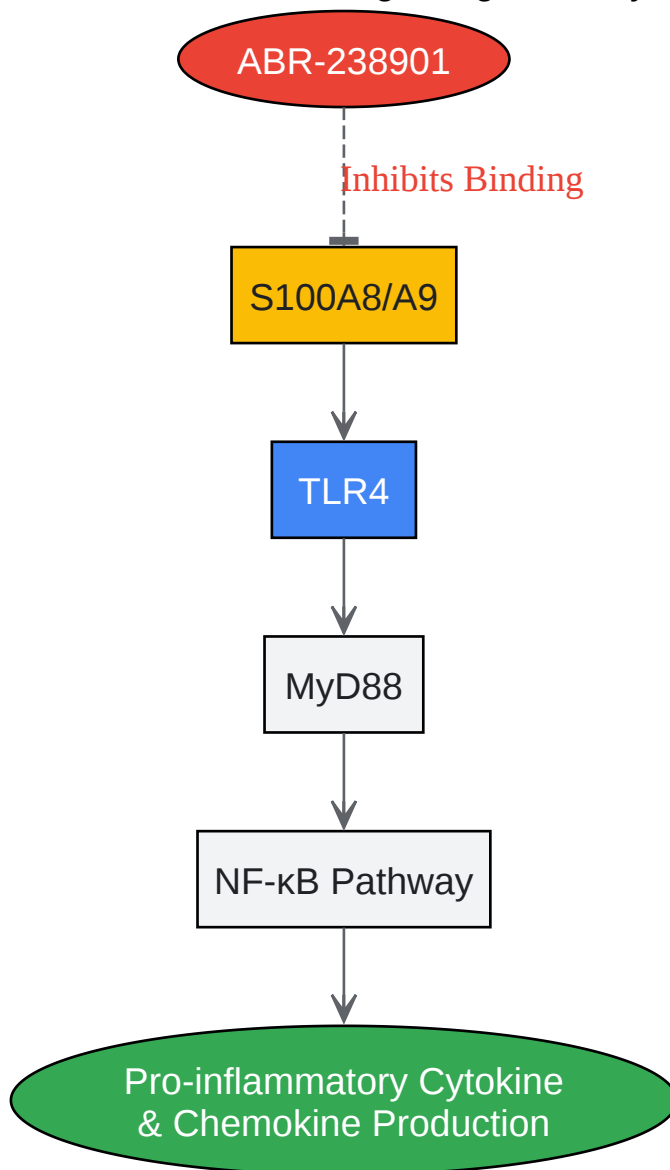 ABR-238901
Inhibits Binding
S100A8/A9
TLR4
MyD88
NF-κB Pathway
Pro-inflammatory Cytokine
& Chemokine Production